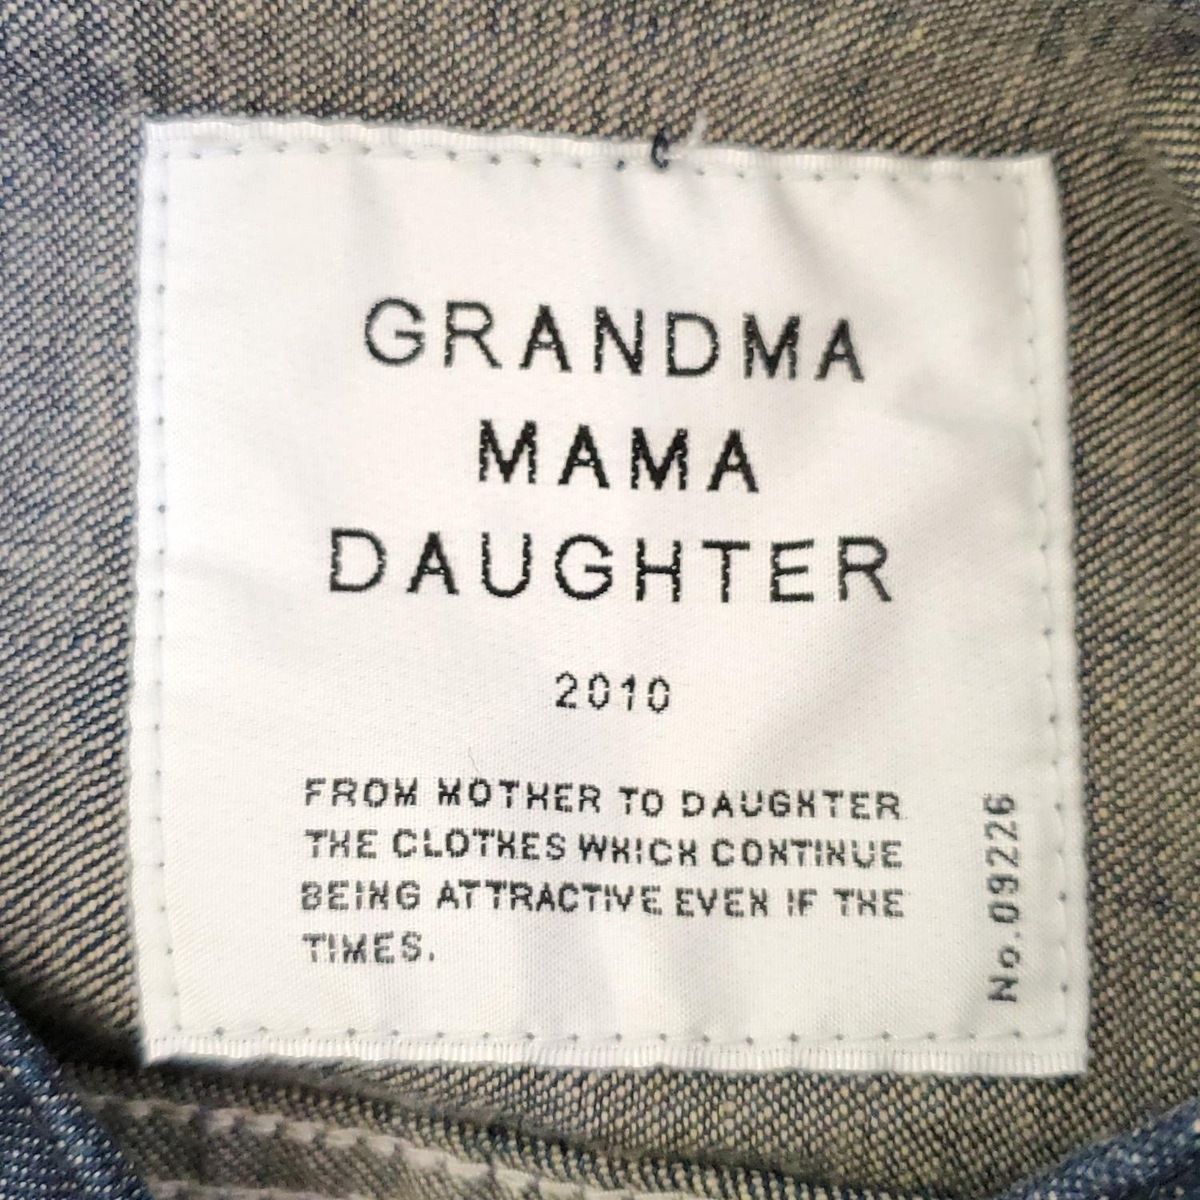 GRANDMA
MAMA
DAUGHTER
2010
FROM MOTHER TO DAUGHTER
THE CLOTHES WHICH CONTINUE
BEING ATTRACTIVE EVEN IF THE
TIMES.
No.09226